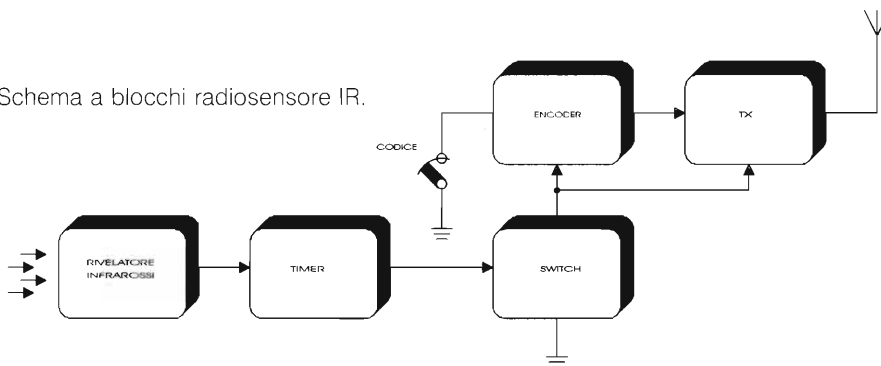 Schema a blocchi radiosensore IR.
ENCODER
TX
CODICE
RIVELATORE
INFRAROSSI
TIMER
SWITCH